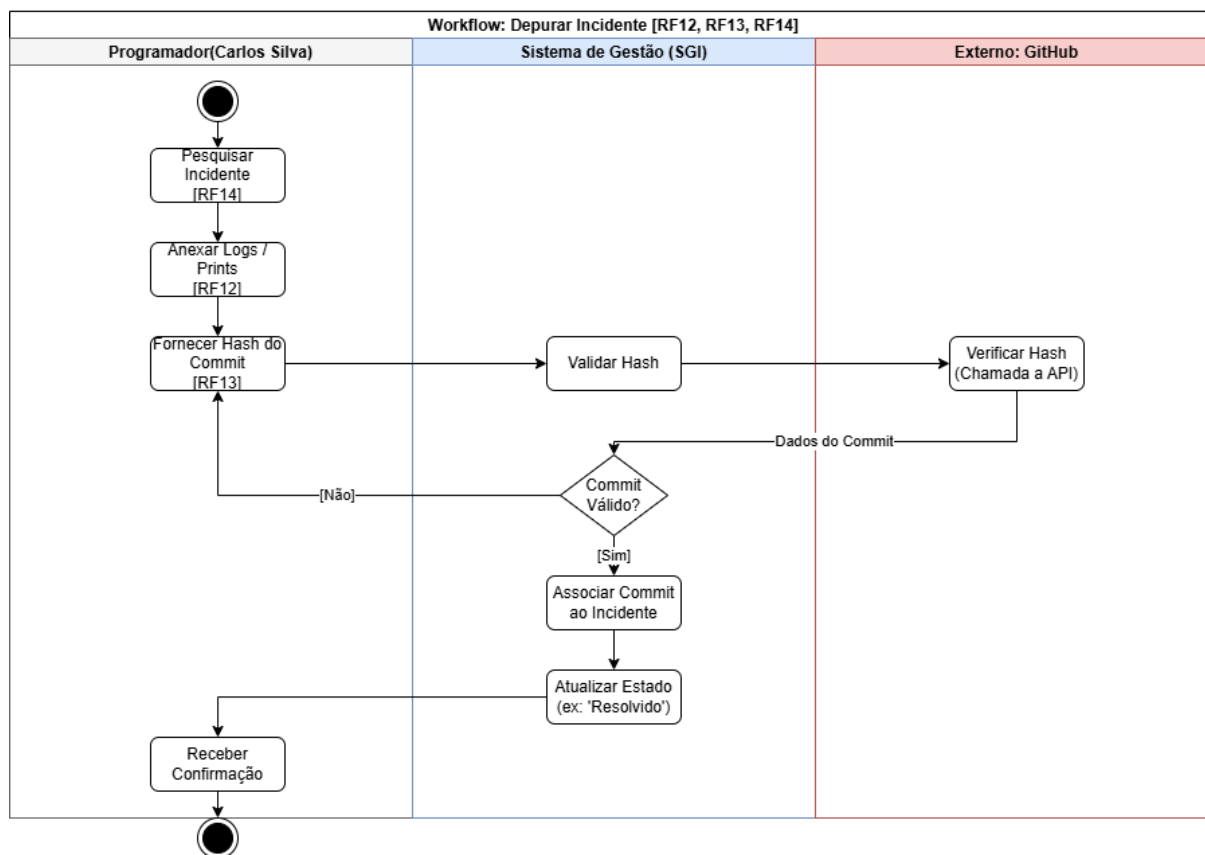 Workflow: Depurar Incidente [RF12, RF13, RF14]
Programador(Carlos Silva)
Sistema de Gestão (SGI)
Externo: GitHub
Pesquisar
Incidente
[RF14]
Anexar Logs /
Prints
[RF12]
Fornecer Hash do
Commit
[RF13]
Validar Hash
Verificar Hash
(Chamada a API)
Dados do Commit
Commit
Válido?
[Não]
[Sim]
Associar Commit
ao Incidente
Atualizar Estado
(ex: 'Resolvido')
Receber
Confirmação